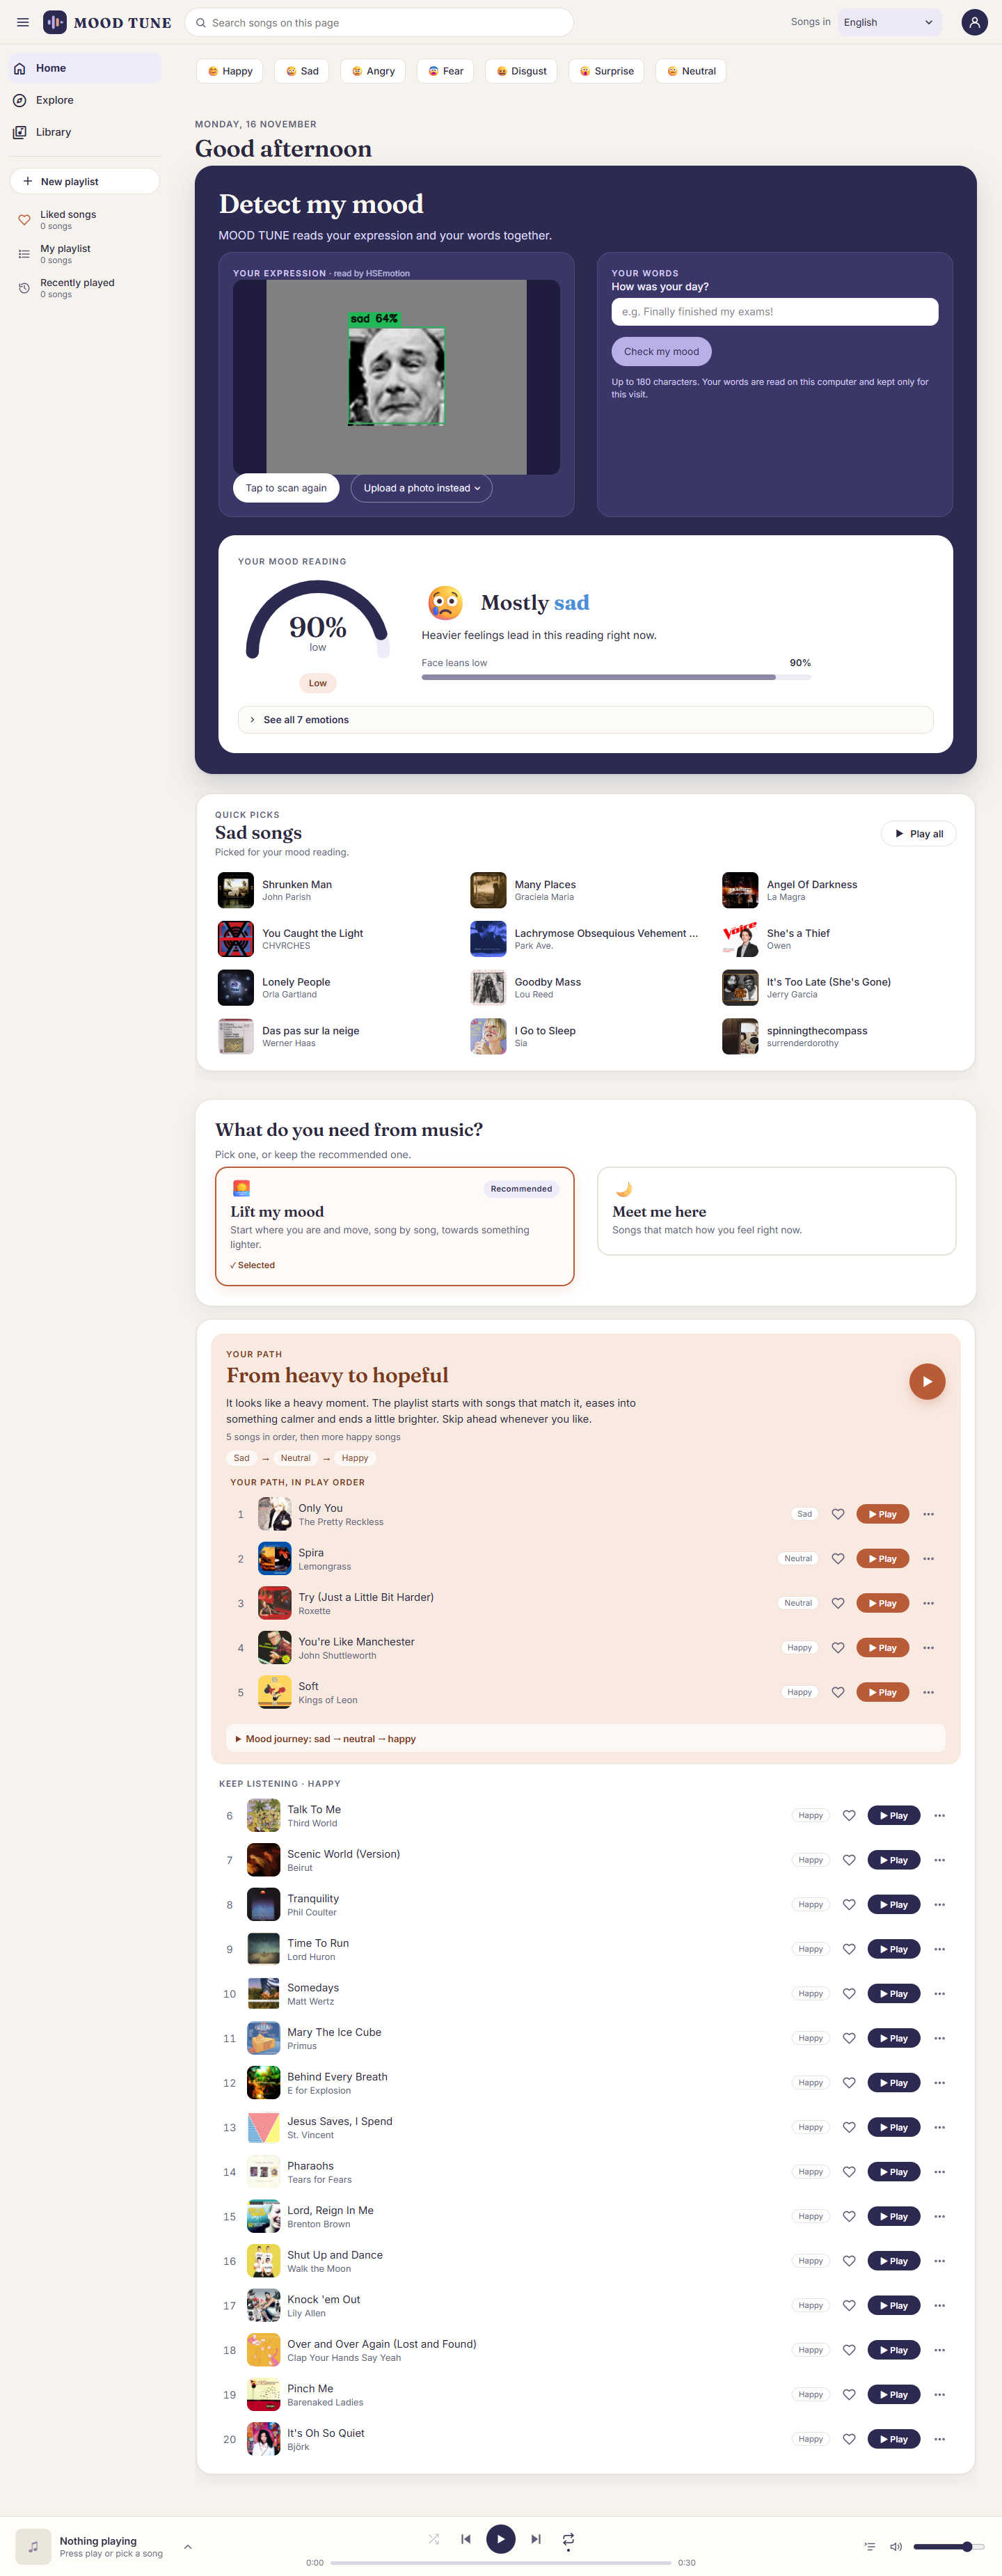 MOOD TUNE
Search songs on this page
Songs in
English
Home
Explore
Library
New playlist
Liked songs
0 songs
My playlist
0 songs
Recently played
0 songs
Happy
Sad
Angry
Fear
Disgust
Surprise
Neutral
MONDAY, 16 NOVEMBER
Good afternoon
Detect my mood
MOOD TUNE reads your expression and your words together.
YOUR EXPRESSION · read by HSEmotion
sad 64%
Tap to scan again
Upload a photo instead
YOUR WORDS
How was your day?
e.g. Finally finished my exams!
Check my mood
Up to 180 characters. Your words are read on this computer and kept only for
this visit.
YOUR MOOD READING
90%
low
Low
Mostly sad
Heavier feelings lead in this reading right now.
Face leans low
90%
See all 7 emotions
QUICK PICKS
Sad songs
Picked for your mood reading.
Play all
Shrunken Man
John Parish
Many Places
Graciela Maria
Angel Of Darkness
La Magra
You Caught the Light
CHVRCHES
Lachrymose Obsequious Vehement ...
Park Ave.
Voice
She's a Thief
Owen
Lonely People
Orla Gartland
Goodby Mass
Lou Reed
It's Too Late (She's Gone)
Jerry Garcia
Das pas sur la neige
Werner Haas
I Go to Sleep
Sia
spinningthecompass
surrenderdorothy
What do you need from music?
Pick one, or keep the recommended one.
Recommended
Lift my mood
Start where you are and move, song by song, towards something
lighter.
✓ Selected
Meet me here
Songs that match how you feel right now.
YOUR PATH
From heavy to hopeful
It looks like a heavy moment. The playlist starts with songs that match it, eases into
something calmer and ends a little brighter. Skip ahead whenever you like.
5 songs in order, then more happy songs
Sad → Neutral → Happy
YOUR PATH, IN PLAY ORDER
1
Only You
The Pretty Reckless
Sad
Play
2
Spira
Lemongrass
Neutral
Play
3
Try (Just a Little Bit Harder)
Roxette
Neutral
Play
4
You're Like Manchester
John Shuttleworth
Happy
Play
5
Soft
Kings of Leon
Happy
Play
Mood journey: sad → neutral → happy
KEEP LISTENING · HAPPY
6
Talk To Me
Third World
Happy
Play
7
Scenic World (Version)
Beirut
Happy
Play
8
Tranquility
Phil Coulter
Happy
Play
9
Time To Run
Lord Huron
Happy
Play
10
Somedays
Matt Wertz
Happy
Play
11
Mary The Ice Cube
Primus
Happy
Play
12
Behind Every Breath
E for Explosion
Happy
Play
13
Jesus Saves, I Spend
St. Vincent
Happy
Play
14
Pharaohs
Tears for Fears
Happy
Play
15
Lord, Reign In Me
Brenton Brown
Happy
Play
16
Shut Up and Dance
Walk the Moon
Happy
Play
17
Knock 'em Out
Lily Allen
Happy
Play
18
Over and Over Again (Lost and Found)
Clap Your Hands Say Yeah
Happy
Play
19
Pinch Me
Barenaked Ladies
Happy
Play
20
It's Oh So Quiet
Björk
Happy
Play
Nothing playing
Press play or pick a song
0:00
0:30